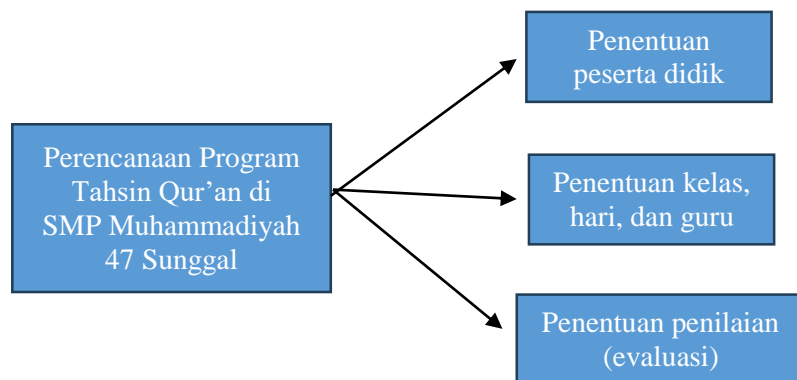 Perencanaan Program
Tahsin Qur’an di
SMP Muhammadiyah
47 Sunggal
Penentuan
peserta didik
Penentuan kelas,
hari, dan guru
Penentuan penilaian
(evaluasi)